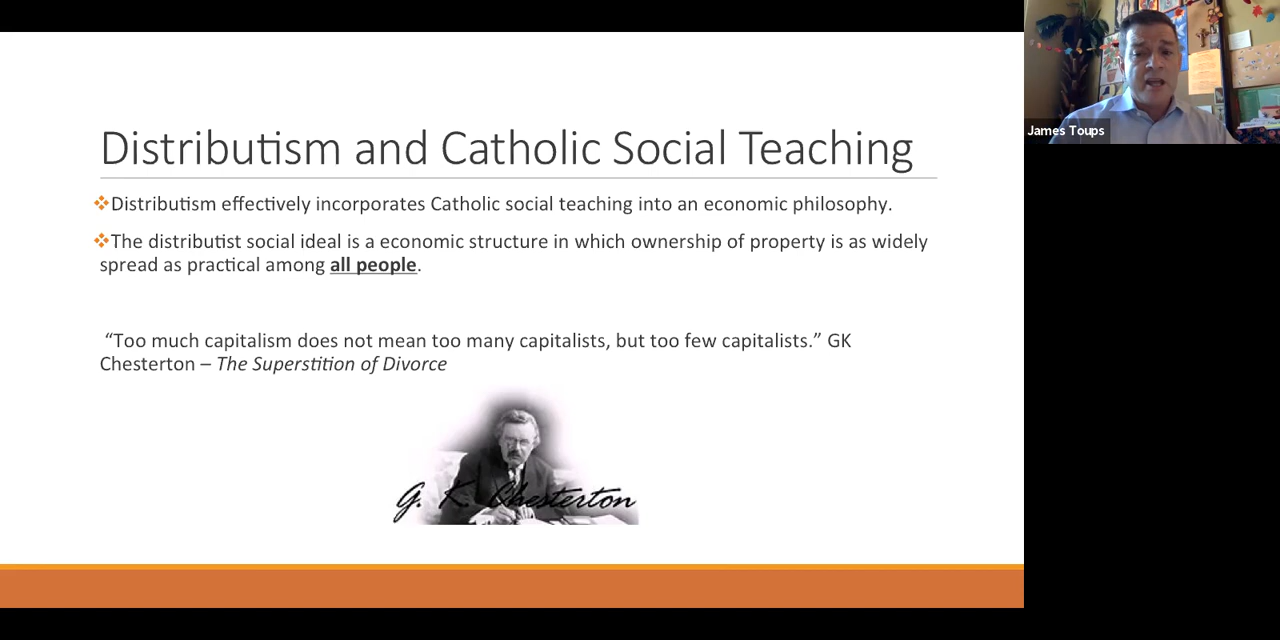 Distributism and Catholic Social Teaching
Distributism effectively incorporates Catholic social teaching into an economic philosophy.
The distributist social ideal is a economic structure in which ownership of property is as widely
spread as practical among all people.
“Too much capitalism does not mean too many capitalists, but too few capitalists.” GK
Chesterton – The Superstition of Divorce
G. K. Chesterton
James Toups